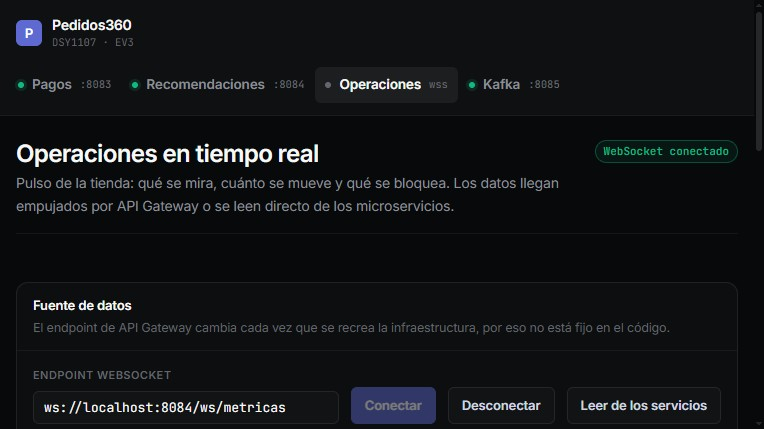 P
Pedidos360
DSY1107 · EV3
Pagos :8083 Recomendaciones :8084 Operaciones wss Kafka :8085
Operaciones en tiempo real
WebSocket conectado
Pulso de la tienda: qué se mira, cuánto se mueve y qué se bloquea. Los datos llegan
empujados por API Gateway o se leen directo de los microservicios.
Fuente de datos
El endpoint de API Gateway cambia cada vez que se recrea la infraestructura, por eso no está fijo en el código.
ENDPOINT WEBSOCKET
ws://localhost:8084/ws/metricas Conectar Desconectar Leer de los servicios